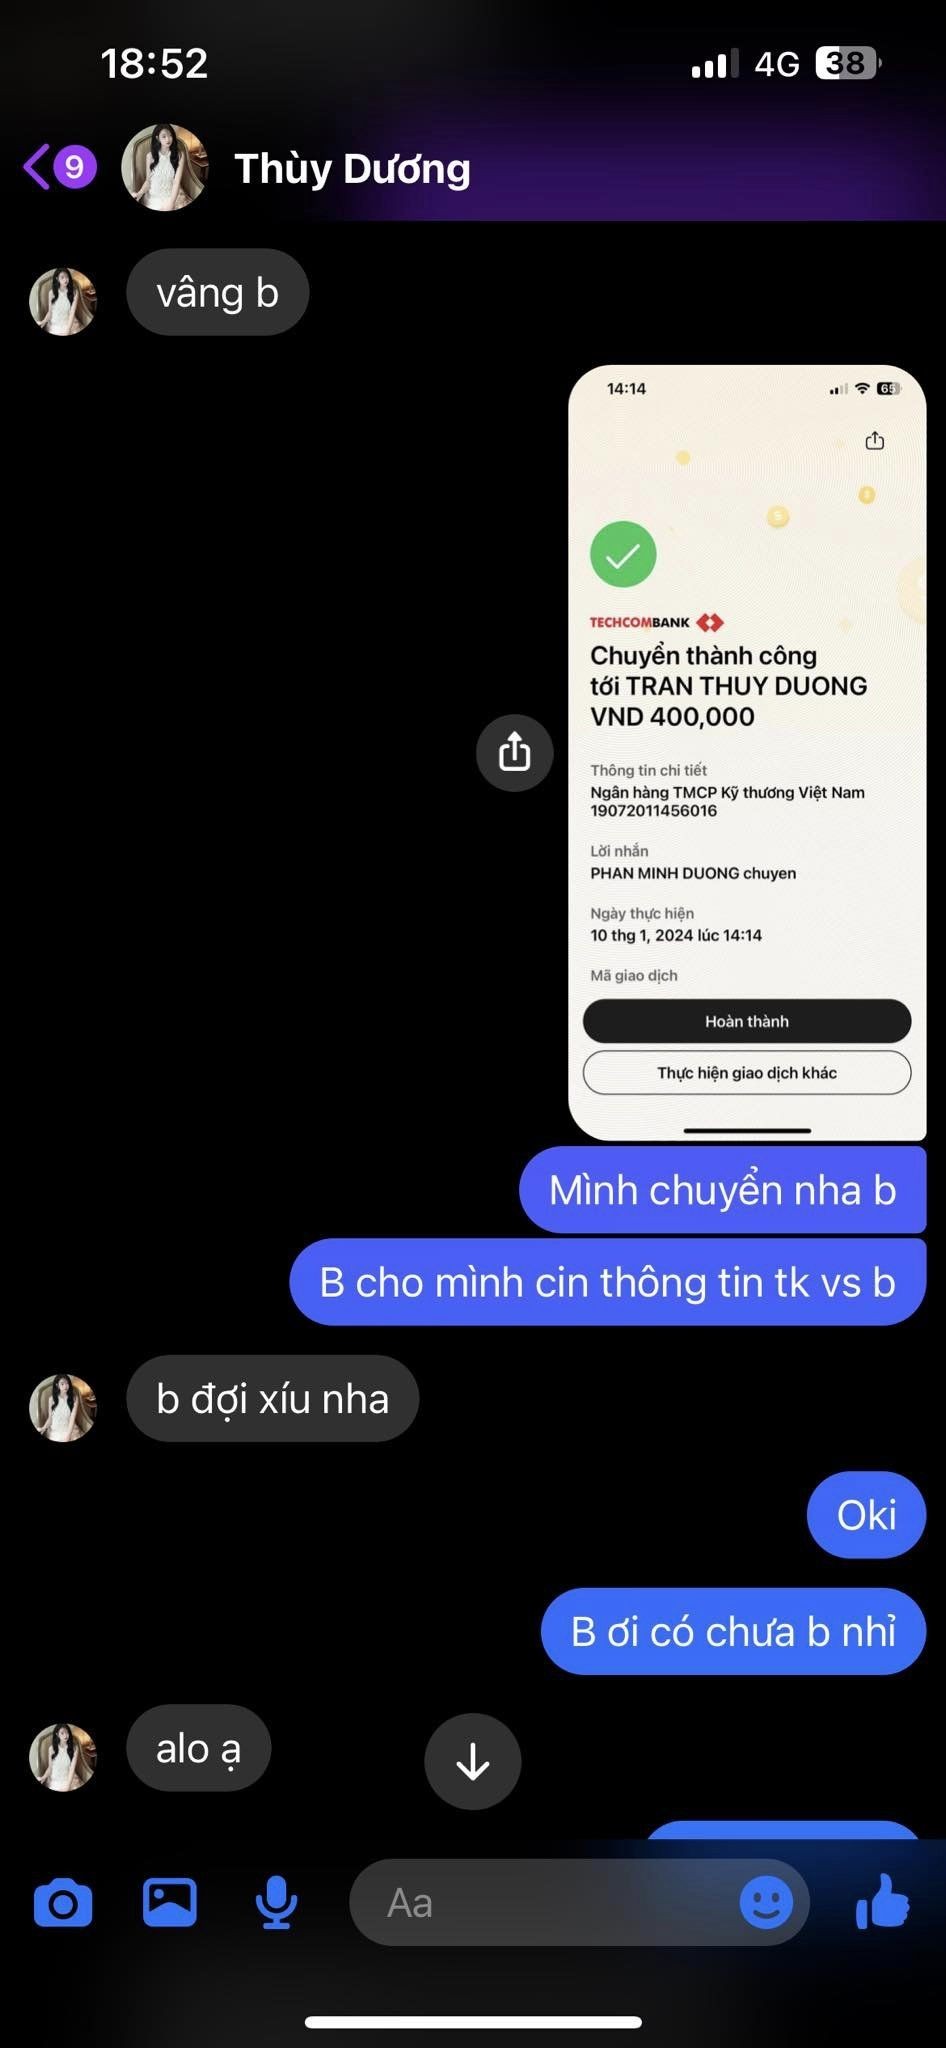 18:52
4G
38
9
Thùy Dương
vâng b
14:14
65
TECHCOMBANK
Chuyển thành công
tới TRAN THUY DUONG
VND 400,000
Thông tin chi tiết
Ngân hàng TMCP Kỹ thương Việt Nam
19072011456016
Lời nhắn
PHAN MINH DUONG chuyen
Ngày thực hiện
10 thg 1, 2024 lúc 14:14
Mã giao dịch
Hoàn thành
Thực hiện giao dịch khác
Mình chuyển nha b
B cho mình cin thông tin tk vs b
b đợi xíu nha
Oki
B ơi có chưa b nhỉ
alo ạ
Aa